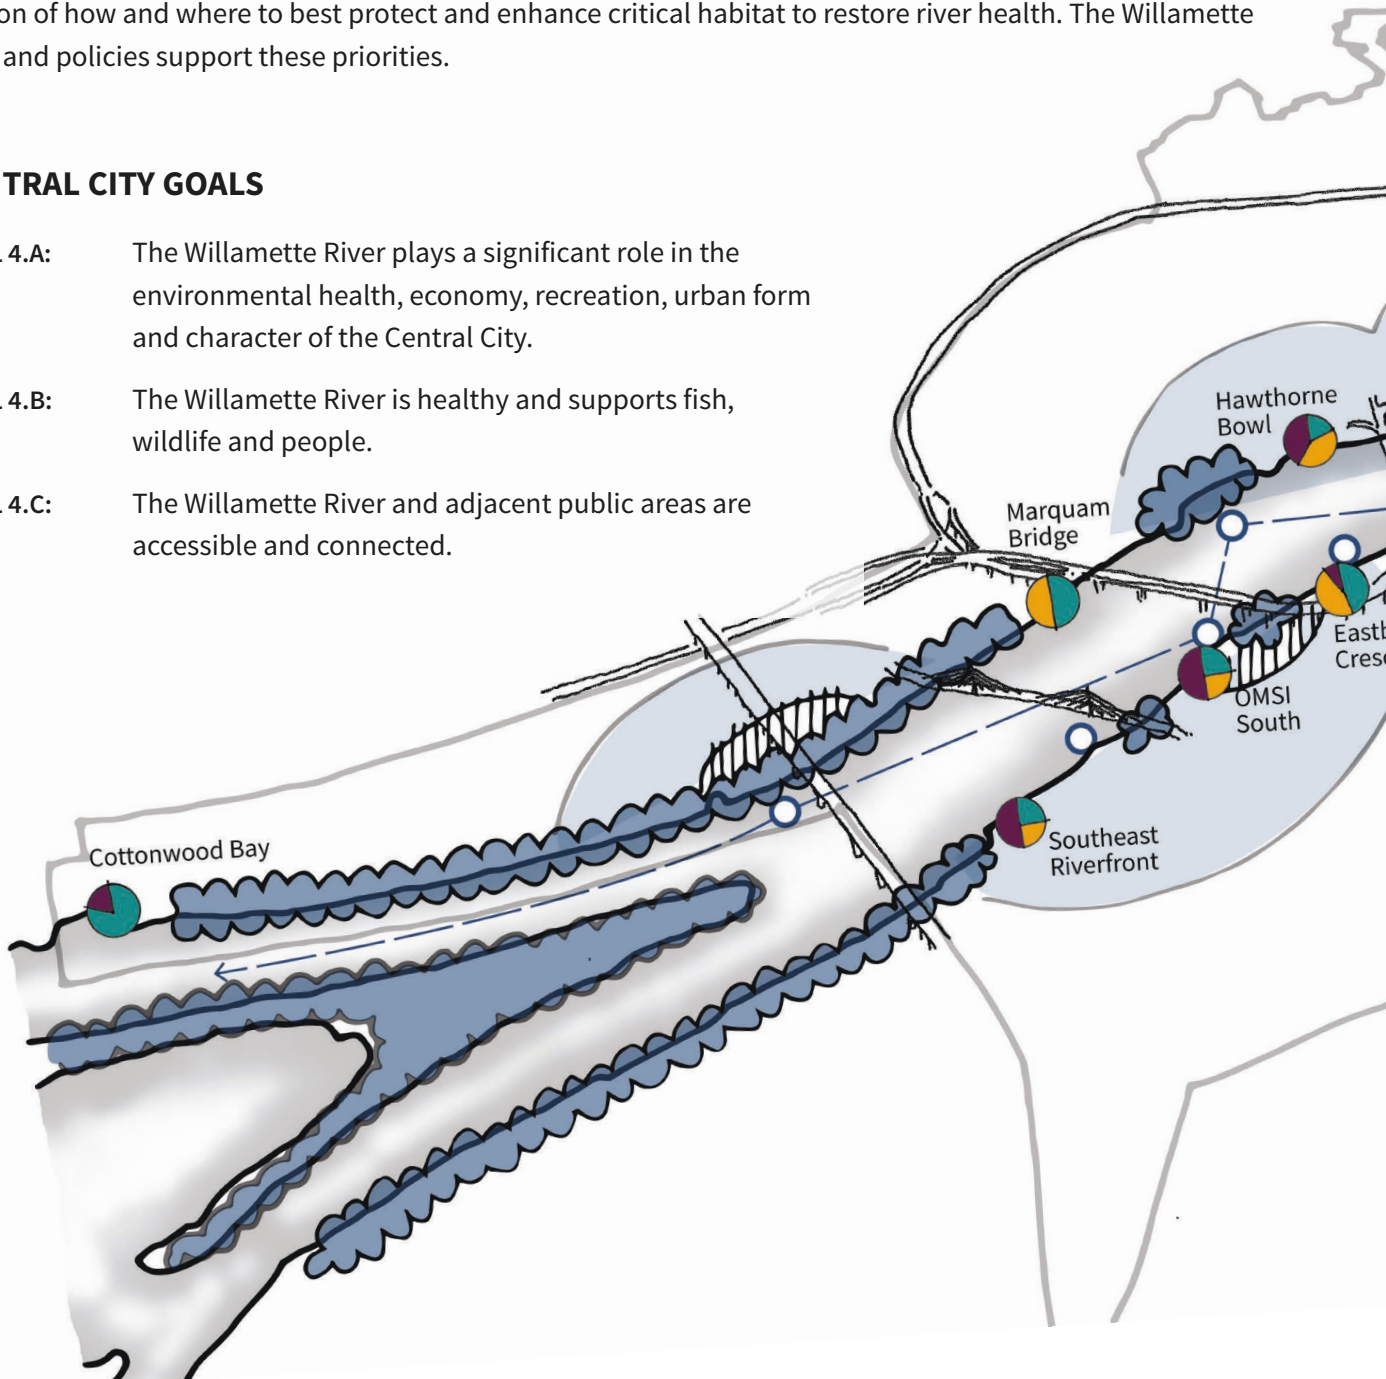 on of how and where to best protect and enhance critical habitat to restore river health. The Willamette
and policies support these priorities.
TRAL CITY GOALS
4.A: The Willamette River plays a significant role in the
environmental health, economy, recreation, urban form
and character of the Central City.
4.B: The Willamette River is healthy and supports fish,
wildlife and people.
4.C: The Willamette River and adjacent public areas are
accessible and connected.
Hawthorne
Bowl
Marquam
Bridge
Eastb
Cresc
OMSI
South
Southeast
Riverfront
Cottonwood Bay